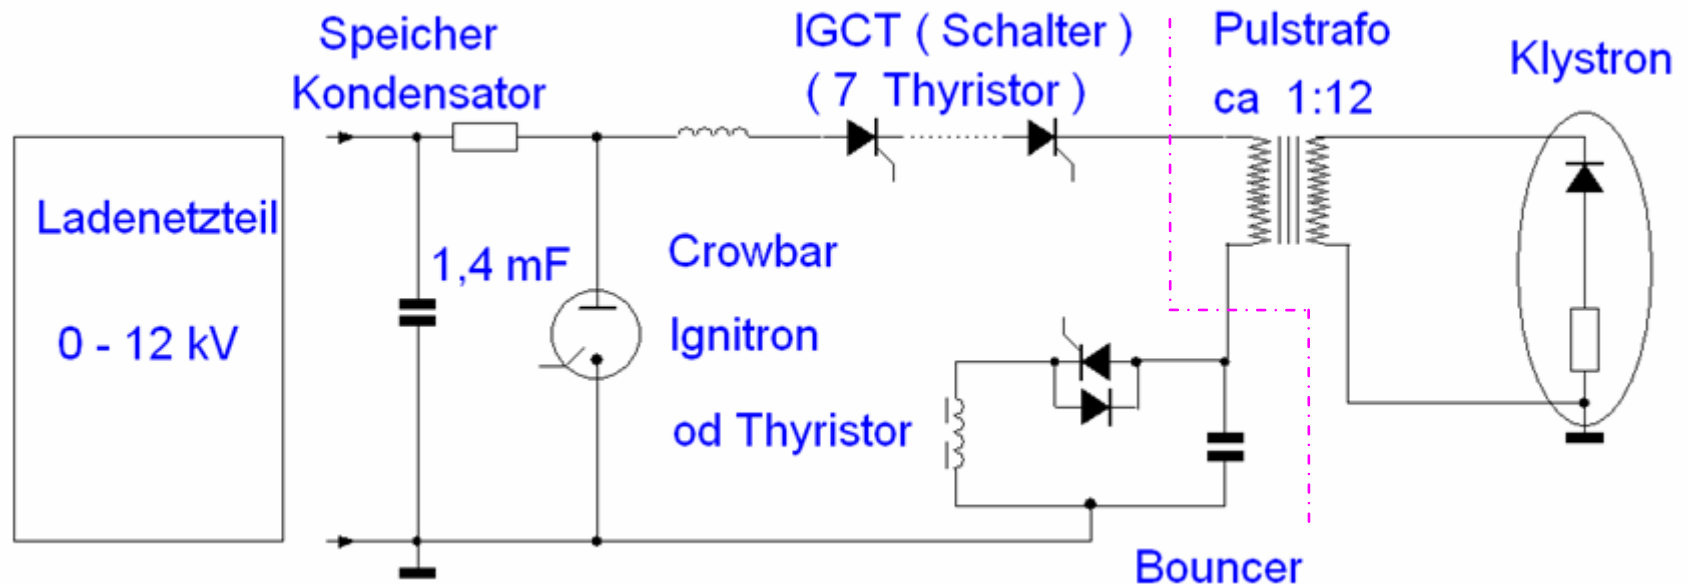 Speicher
Kondensator
IGCT ( Schalter )
( 7 Thyristor )
Pulstrafo
ca 1:12
Klystron
Ladenetzteil
0 - 12 kV
1,4 mF
Crowbar
Ignitron
od Thyristor
Bouncer